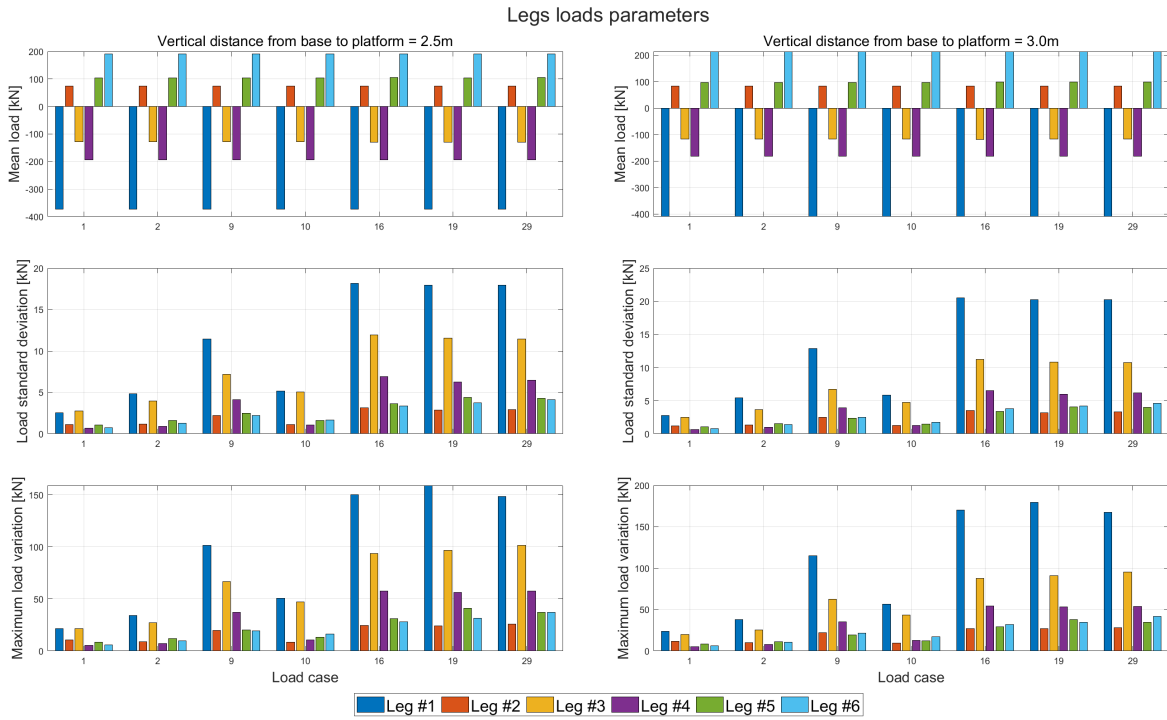 Legs loads parameters
Vertical distance from base to platform = 2.5m
Mean load [kN]
200
100
0
-100
-200
-300
-400
1 2 9 10 16 19 29
Vertical distance from base to platform = 3.0m
Mean load [kN]
200
100
0
-100
-200
-300
-400
1 2 9 10 16 19 29
Load standard deviation [kN]
20
15
10
5
0
1 2 9 10 16 19 29
Load standard deviation [kN]
25
20
15
10
5
0
1 2 9 10 16 19 29
Maximum load variation [kN]
150
100
50
0
1 2 9 10 16 19 29
Load case
Maximum load variation [kN]
200
150
100
50
0
1 2 9 10 16 19 29
Load case
Leg #1 Leg #2 Leg #3 Leg #4 Leg #5 Leg #6